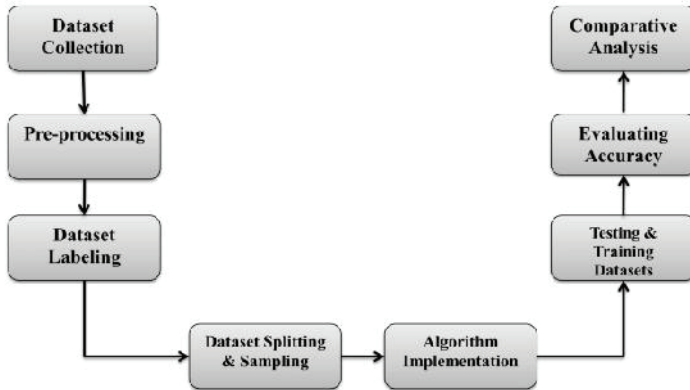 Dataset
Collection
Pre-processing
Dataset
Labeling
Dataset Splitting
& Sampling
Algorithm
Implementation
Testing &
Training
Datasets
Evaluating
Accuracy
Comparative
Analysis